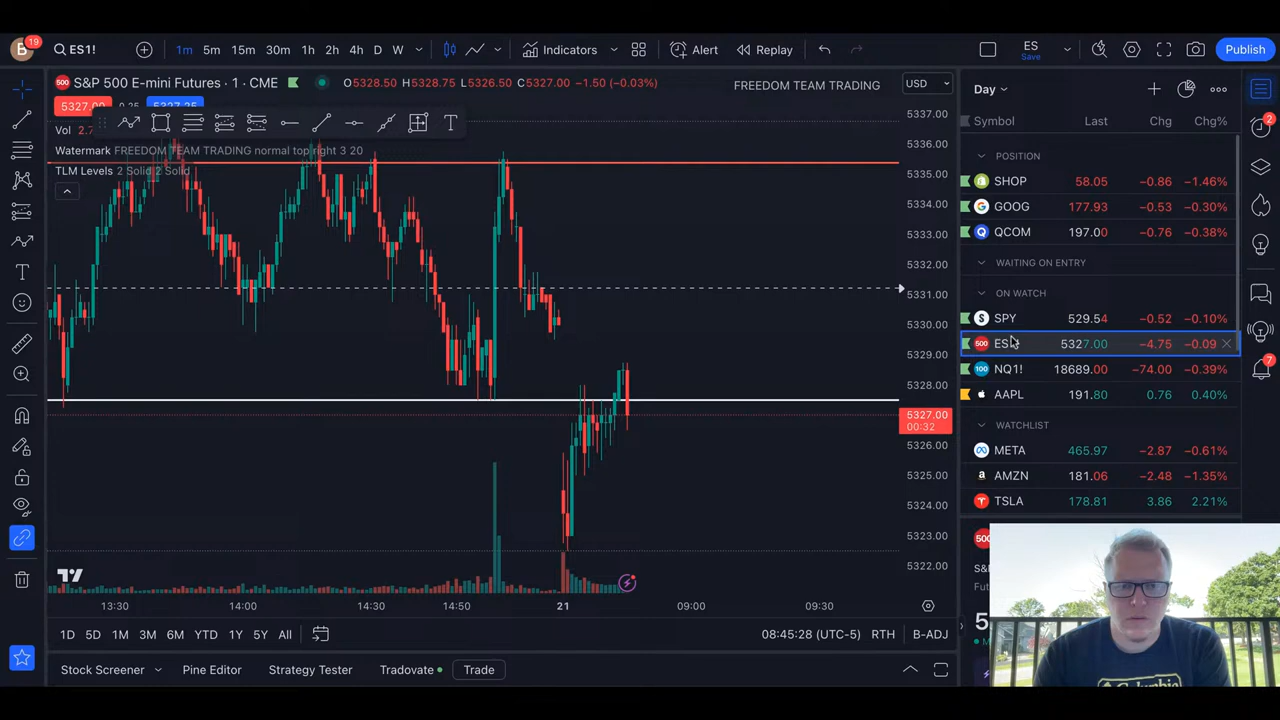 B 19 ES1! 1m 5m 15m 30m 1h 2h 4h D W Indicators Alert Replay ES Save Publish
500 S&P 500 E-mini Futures · 1 · CME O5328.50 H5328.75 L5326.50 C5327.00 −1.50 (−0.03%) FREEDOM TEAM TRADING USD
5327.00 0.25 5327.25
Watermark FREEDOM TEAM TRADING normal top right 3 20
TLM Levels 2 Solid 2 Solid
5337.00
5336.00
5335.00
5334.00
5333.00
5332.00
5331.00
5330.00
5329.00
5328.00
5327.00
00:32
5326.00
5325.00
5324.00
5323.00
5322.00
13:30 14:00 14:30 14:50 21 09:00 09:30
1D 5D 1M 3M 6M YTD 1Y 5Y All 08:45:28 (UTC-5) RTH B-ADJ
Stock Screener Pine Editor Strategy Tester Tradovate Trade
Day
Symbol Last Chg Chg%
POSITION
SHOP 58.05 −0.86 −1.46%
GOOG 177.93 −0.53 −0.30%
QCOM 197.00 −0.76 −0.38%
WAITING ON ENTRY
ON WATCH
SPY 529.54 −0.52 −0.10%
500 5327.00 −4.75 −0.09
100 NQ1! 18689.00 −74.00 −0.39%
AAPL 191.80 0.76 0.40%
WATCHLIST
META 465.97 −2.87 −0.61%
AMZN 181.06 −2.48 −1.35%
TSLA 178.81 3.86 2.21%
2
7
Columbia